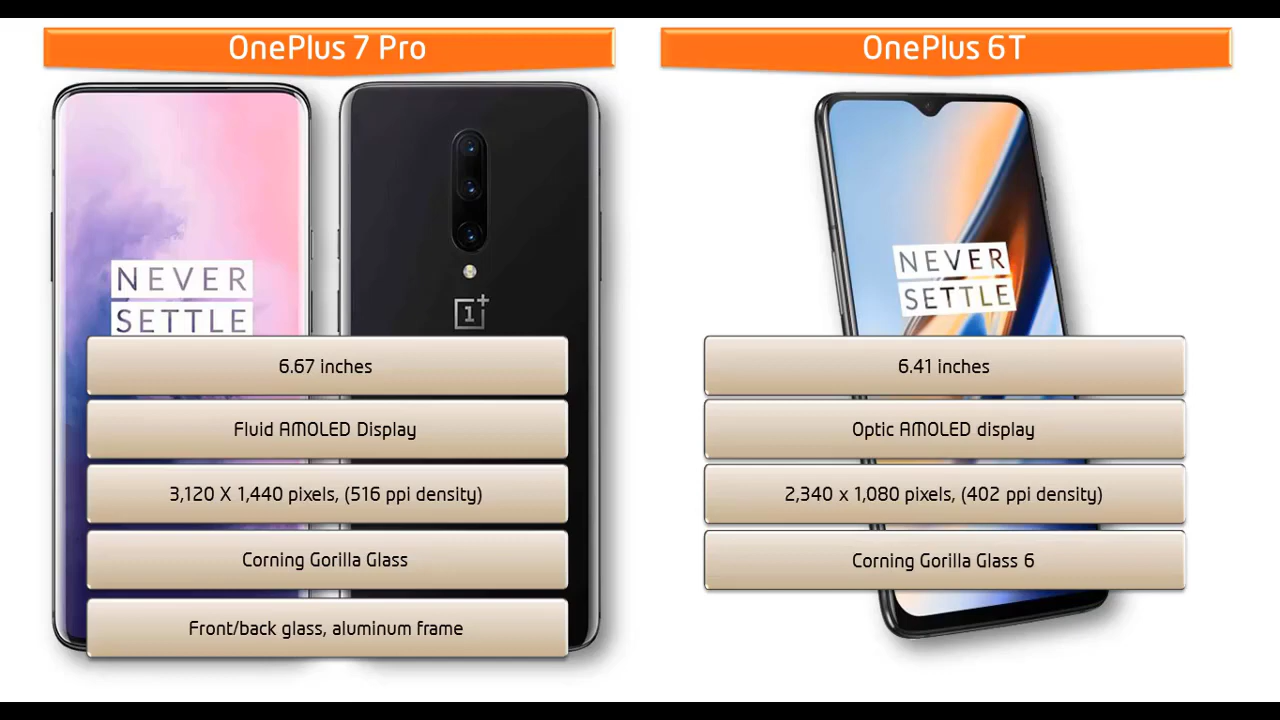 OnePlus 7 Pro
NEVER
SETTLE
1+
6.67 inches
Fluid AMOLED Display
3,120 X 1,440 pixels, (516 ppi density)
Corning Gorilla Glass
Front/back glass, aluminum frame
OnePlus 6T
NEVER
SETTLE
6.41 inches
Optic AMOLED display
2,340 x 1,080 pixels, (402 ppi density)
Corning Gorilla Glass 6